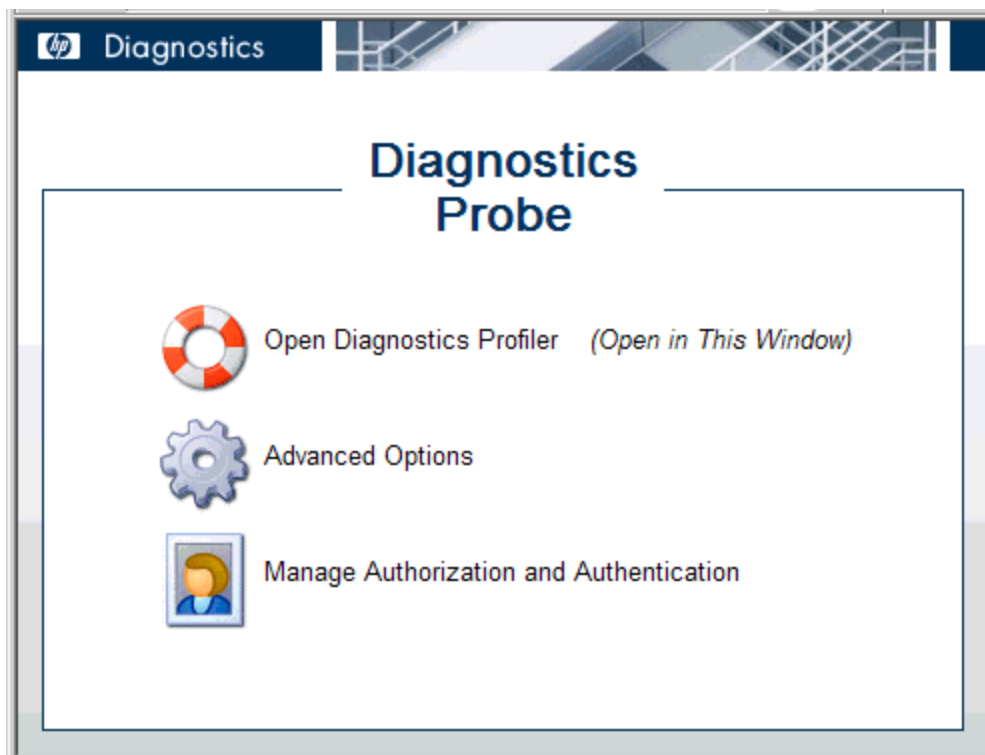 hp Diagnostics
Diagnostics
Probe
Open Diagnostics Profiler (Open in This Window)
Advanced Options
Manage Authorization and Authentication